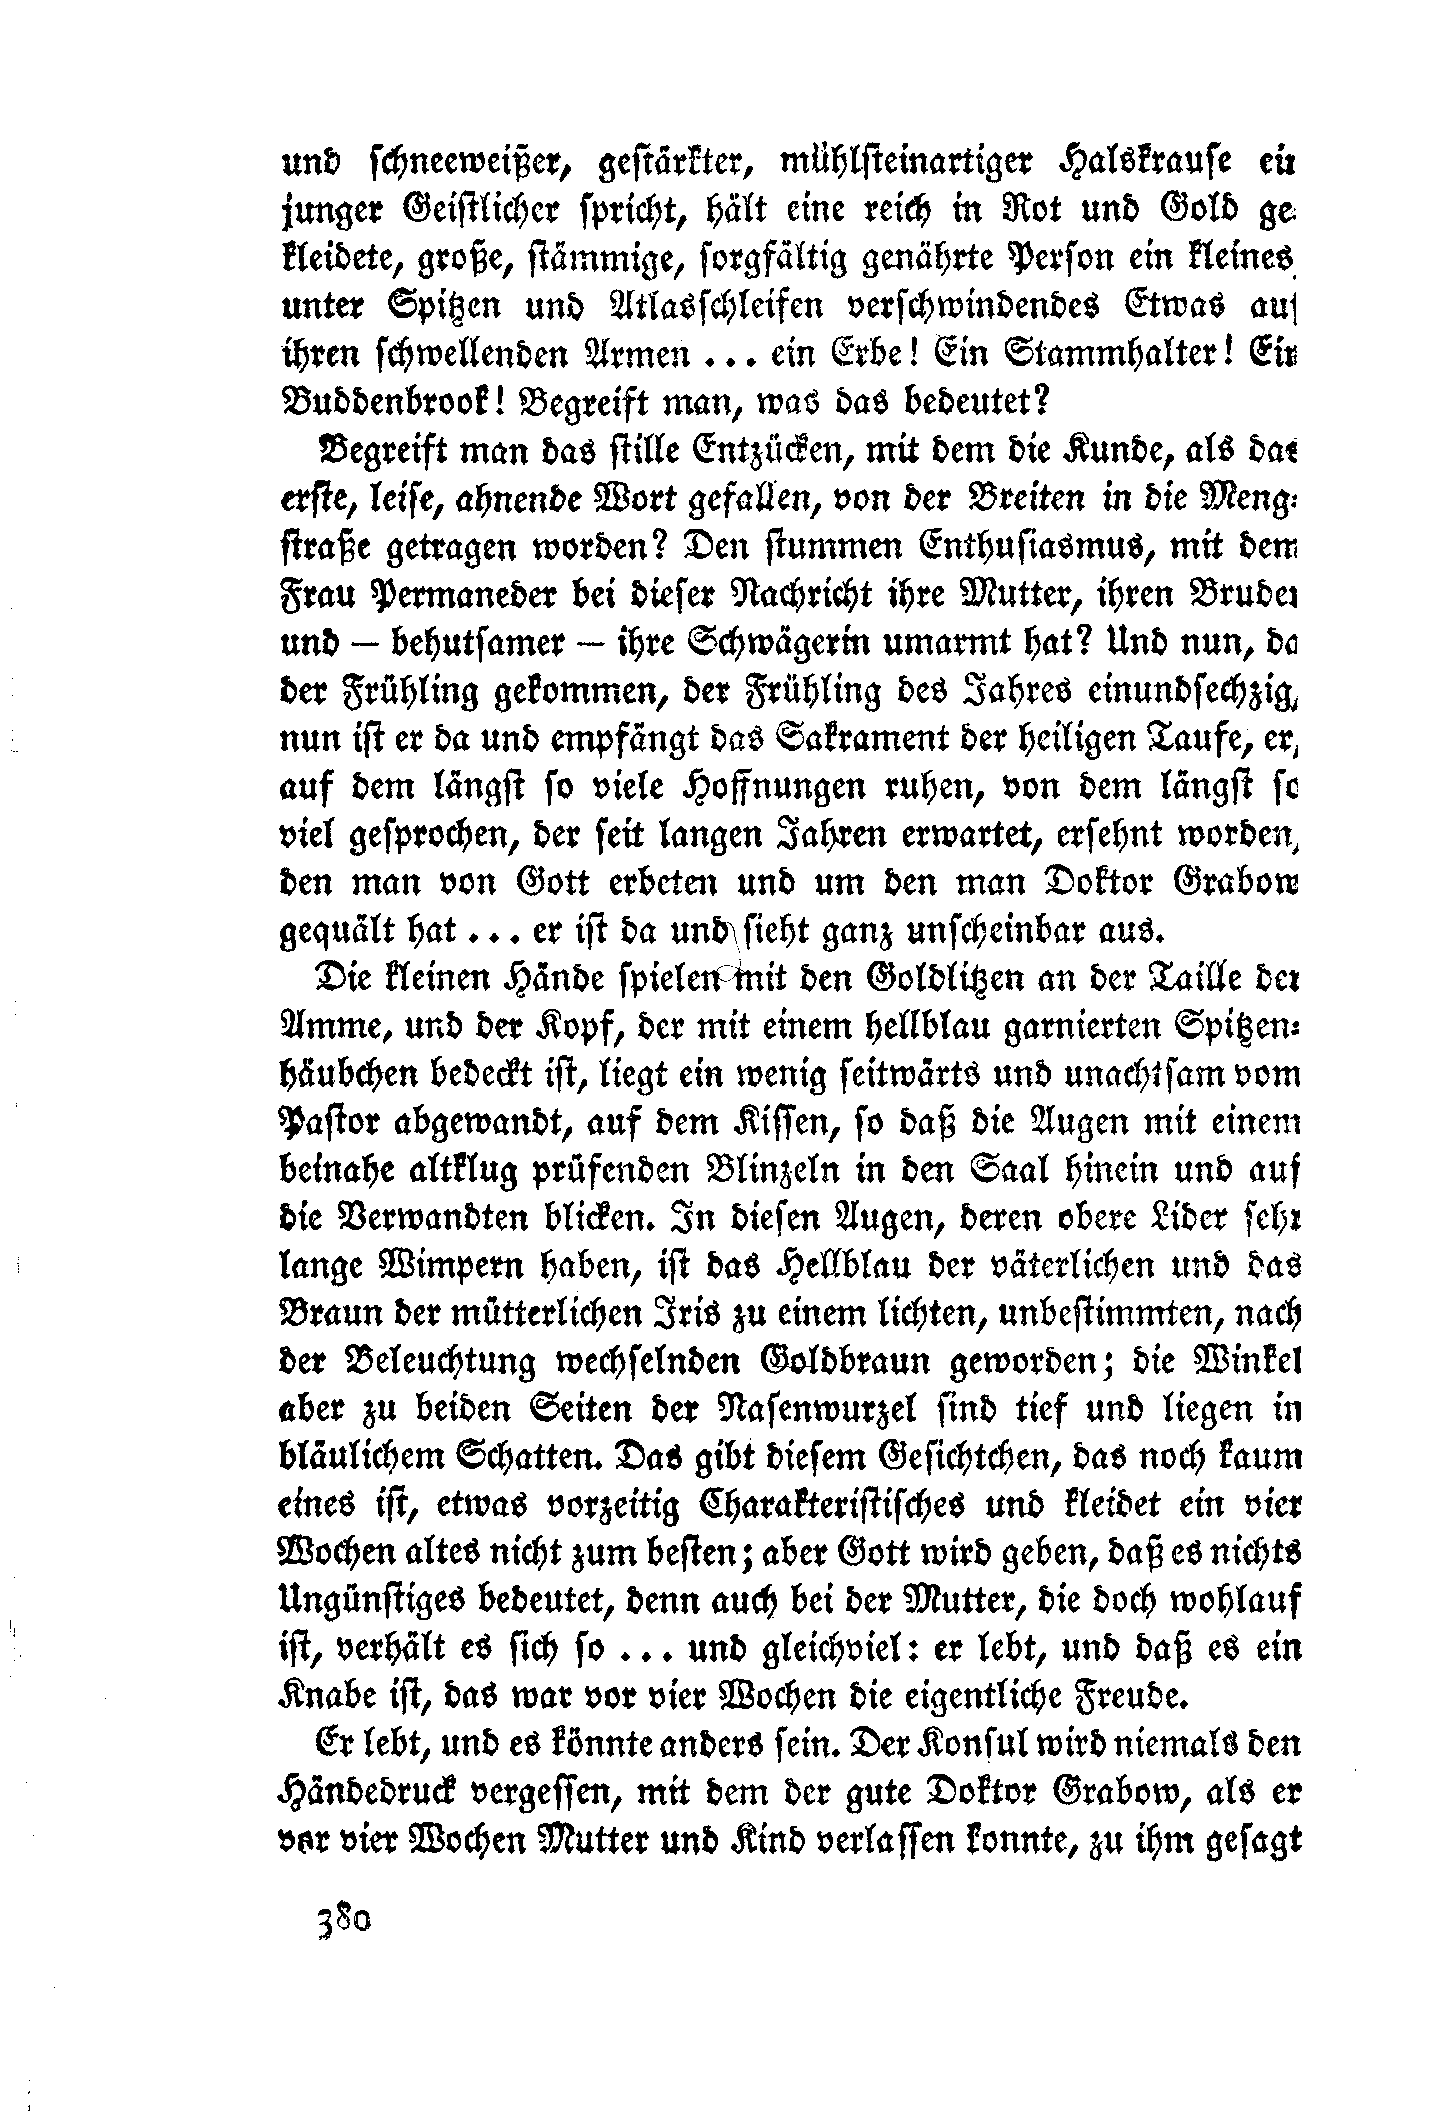 und schneeweißer, gestärkter, mühlsteinartiger Halskrause ein
junger Geistlicher spricht, hält eine reich in Rot und Gold ge-
kleidete, große, stämmige, sorgfältig genährte Person ein kleines,
unter Spitzen und Atlasschleifen verschwindendes Etwas auf
ihren schwellenden Armen ... ein Erbe! Ein Stammhalter! Ein
Buddenbrook! Begreift man, was das bedeutet?
Begreift man das stille Entzücken, mit dem die Kunde, als das
erste, leise, ahnende Wort gefallen, von der Breiten in die Meng-
straße getragen worden? Den stummen Enthusiasmus, mit dem
Frau Permaneder bei dieser Nachricht ihre Mutter, ihren Bruder
und – behutsamer – ihre Schwägerin umarmt hat? Und nun, da
der Frühling gekommen, der Frühling des Jahres einundsechzig,
nun ist er da und empfängt das Sakrament der heiligen Taufe, er,
auf dem längst so viele Hoffnungen ruhen, von dem längst so
viel gesprochen, der seit langen Jahren erwartet, ersehnt worden,
den man von Gott erbeten und um den man Doktor Grabow
gequält hat ... er ist da und sieht ganz unscheinbar aus.
Die kleinen Hände spielen mit den Goldlitzen an der Taille der
Amme, und der Kopf, der mit einem hellblau garnierten Spitzen-
häubchen bedeckt ist, liegt ein wenig seitwärts und unachtsam vom
Pastor abgewandt, auf dem Kissen, so daß die Augen mit einem
beinahe altklug prüfenden Blinzeln in den Saal hinein und auf
die Verwandten blicken. In diesen Augen, deren obere Lider sehr
lange Wimpern haben, ist das Hellblau der väterlichen und das
Braun der mütterlichen Iris zu einem lichten, unbestimmten, nach
der Beleuchtung wechselnden Goldbraun geworden; die Winkel
aber zu beiden Seiten der Nasenwurzel sind tief und liegen in
bläulichem Schatten. Das gibt diesem Gesichtchen, das noch kaum
eines ist, etwas vorzeitig Charakteristisches und kleidet ein vier
Wochen altes nicht zum besten; aber Gott wird geben, daß es nichts
Ungünstiges bedeutet, denn auch bei der Mutter, die doch wohlauf
ist, verhält es sich so ... und gleichviel: er lebt, und daß es ein
Knabe ist, das war vor vier Wochen die eigentliche Freude.
Er lebt, und es könnte anders sein. Der Konsul wird niemals den
Händedruck vergessen, mit dem der gute Doktor Grabow, als er
vor vier Wochen Mutter und Kind verlassen konnte, zu ihm gesagt
380